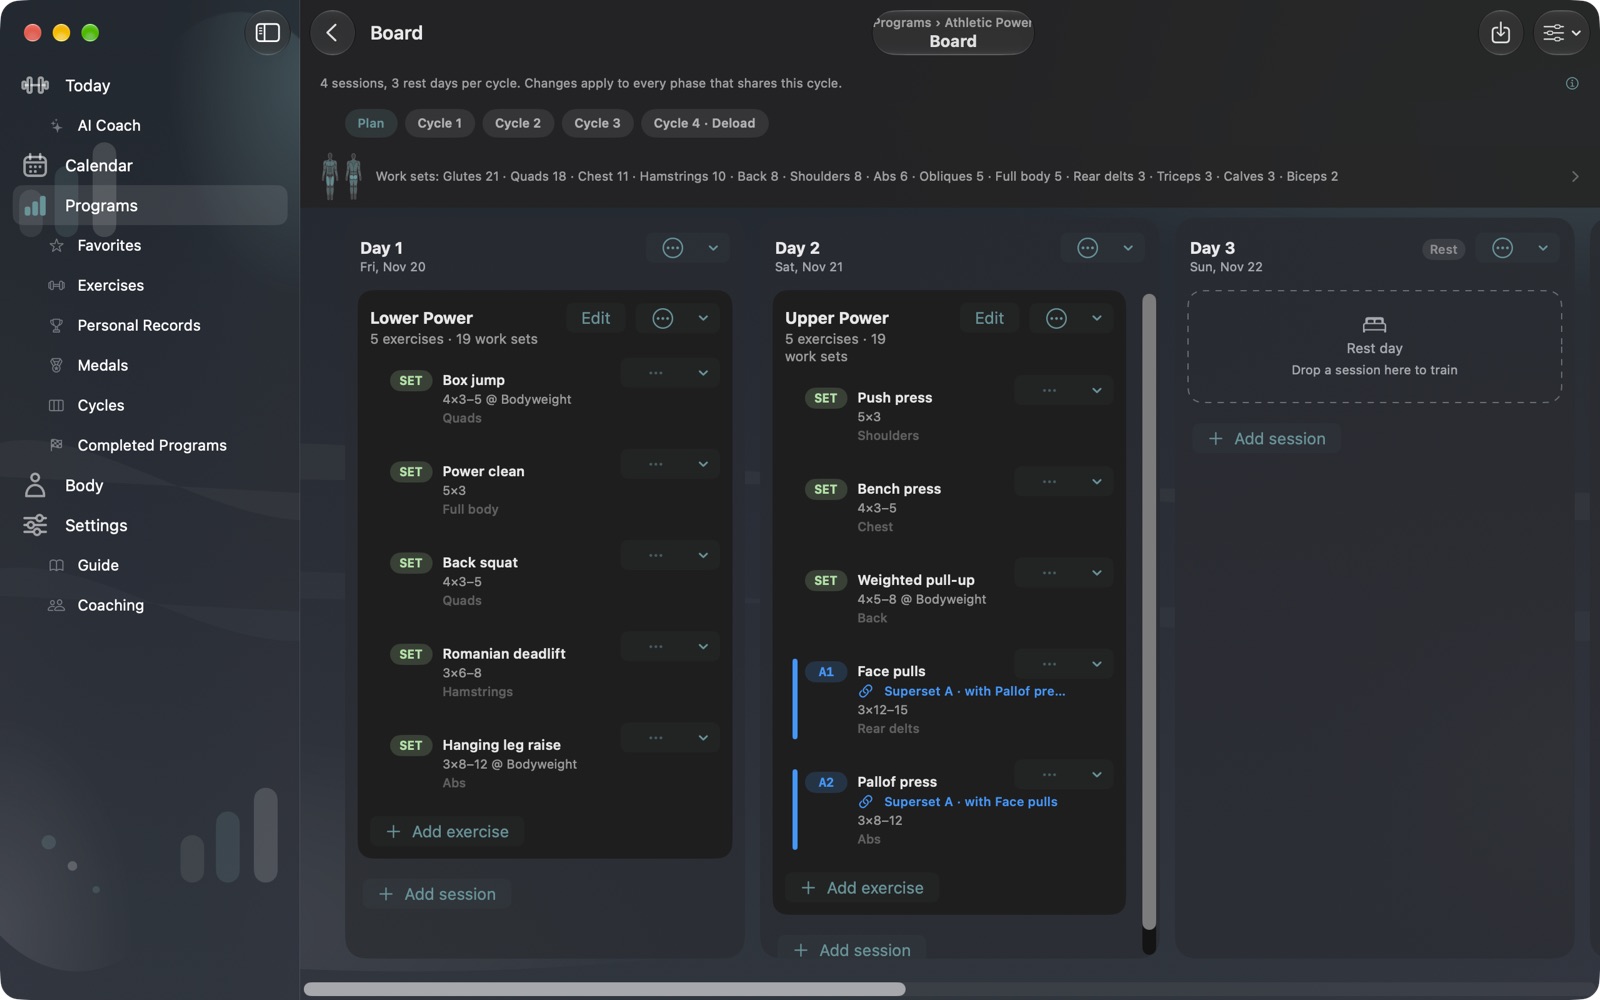 Today
AI Coach
Calendar
Programs
Favorites
Exercises
Personal Records
Medals
Cycles
Completed Programs
Body
Settings
Guide
Coaching
Board
Programs › Athletic Power
Board
4 sessions, 3 rest days per cycle. Changes apply to every phase that shares this cycle.
Plan
Cycle 1
Cycle 2
Cycle 3
Cycle 4 · Deload
Work sets: Glutes 21 · Quads 18 · Chest 11 · Hamstrings 10 · Back 8 · Shoulders 8 · Abs 6 · Obliques 5 · Full body 5 · Rear delts 3 · Triceps 3 · Calves 3 · Biceps 2
Day 1
Fri, Nov 20
Lower Power
Edit
5 exercises · 19 work sets
SET
Box jump
4×3–5 @ Bodyweight
Quads
SET
Power clean
5×3
Full body
SET
Back squat
4×3–5
Quads
SET
Romanian deadlift
3×6–8
Hamstrings
SET
Hanging leg raise
3×8–12 @ Bodyweight
Abs
+ Add exercise
+ Add session
Day 2
Sat, Nov 21
Upper Power
Edit
5 exercises · 19
work sets
SET
Push press
5×3
Shoulders
SET
Bench press
4×3–5
Chest
SET
Weighted pull-up
4×5–8 @ Bodyweight
Back
A1
Face pulls
Superset A · with Pallof pre...
3×12–15
Rear delts
A2
Pallof press
Superset A · with Face pulls
3×8–12
Abs
+ Add exercise
+ Add session
Day 3
Rest
Sun, Nov 22
Rest day
Drop a session here to train
+ Add session